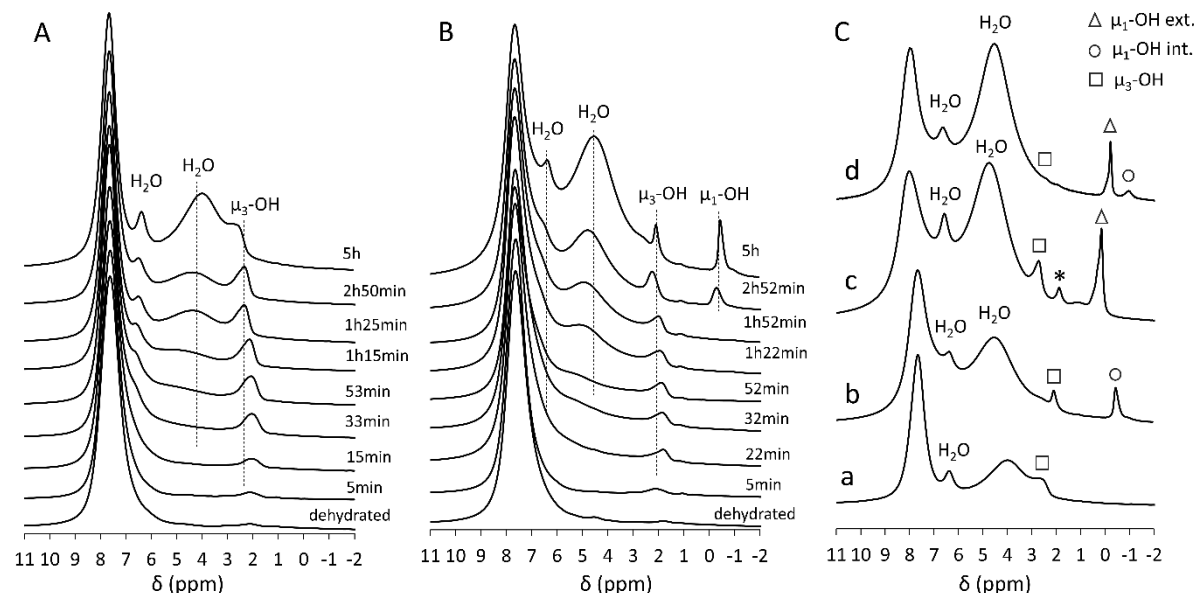 A
H₂O
H₂O
μ₃-OH
5h
2h50min
1h25min
1h15min
53min
33min
15min
5min
dehydrated
11 10 9 8 7 6 5 4 3 2 1 0 -1 -2
δ (ppm)
B
H₂O
H₂O
μ₃-OH
μ₁-OH
5h
2h52min
1h52min
1h22min
52min
32min
22min
5min
dehydrated
11 10 9 8 7 6 5 4 3 2 1 0 -1 -2
δ (ppm)
C
△ μ₁-OH ext.
○ μ₁-OH int.
□ μ₃-OH
d
H₂O
H₂O
c
H₂O
H₂O
*
b
H₂O
H₂O
a
H₂O
11 10 9 8 7 6 5 4 3 2 1 0 -1 -2
δ (ppm)